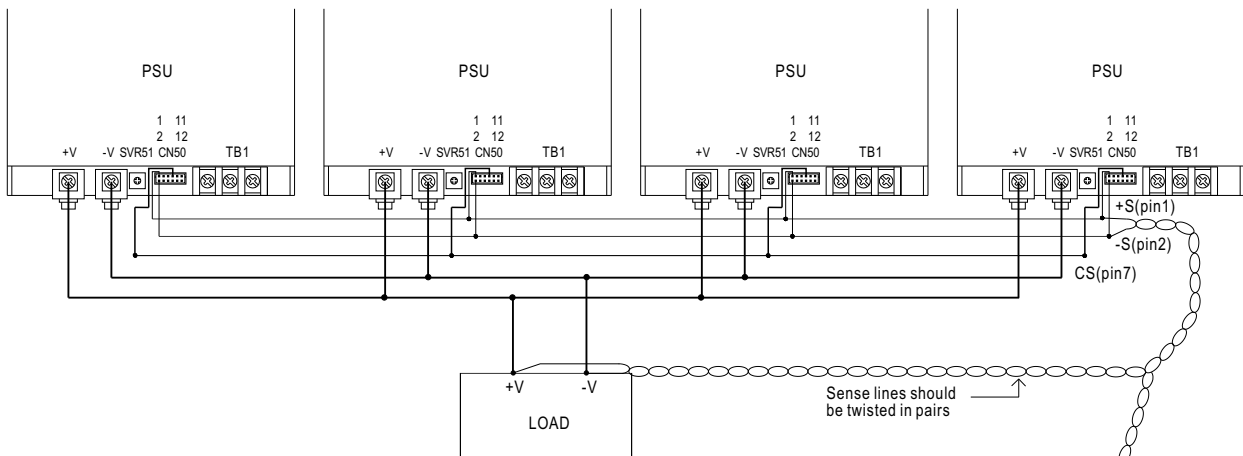 PSU PSU PSU PSU
1 11 1 11 1 11 1 11
2 12 2 12 2 12 2 12
+V -V SVR51 CN50 TB1 +V -V SVR51 CN50 TB1 +V -V SVR51 CN50 TB1 +V -V SVR51 CN50 TB1
+S(pin1)
-S(pin2)
CS(pin7)
+V -V
Sense lines should
be twisted in pairs
LOAD